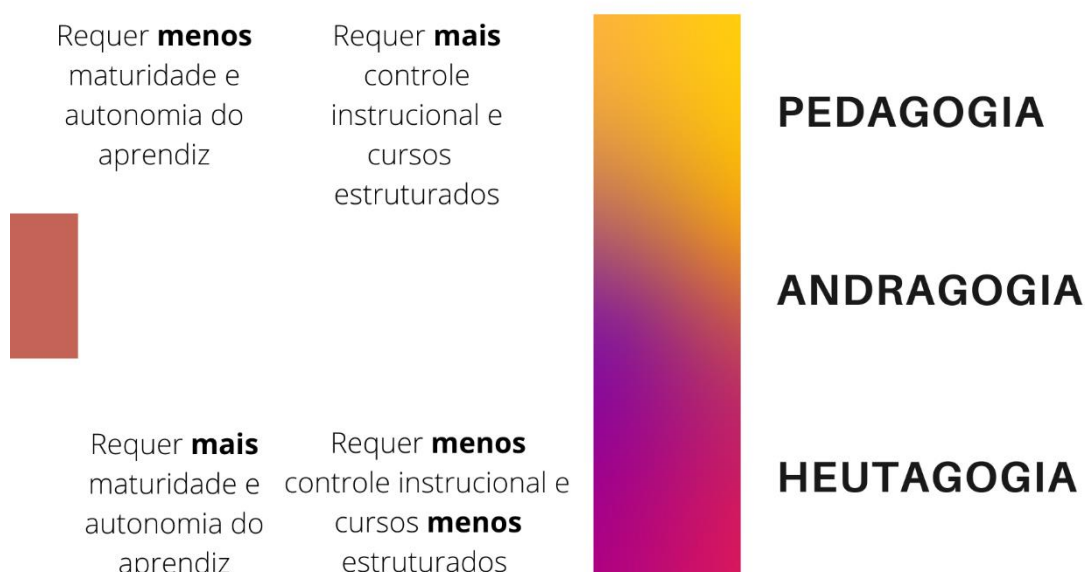 Requer menos
maturidade e
autonomia do
aprendiz
Requer mais
controle
instrucional e
cursos
estruturados
PEDAGOGIA
ANDRAGOGIA
Requer mais
maturidade e
autonomia do
aprendiz
Requer menos
controle instrucional e
cursos menos
estruturados
HEUTAGOGIA